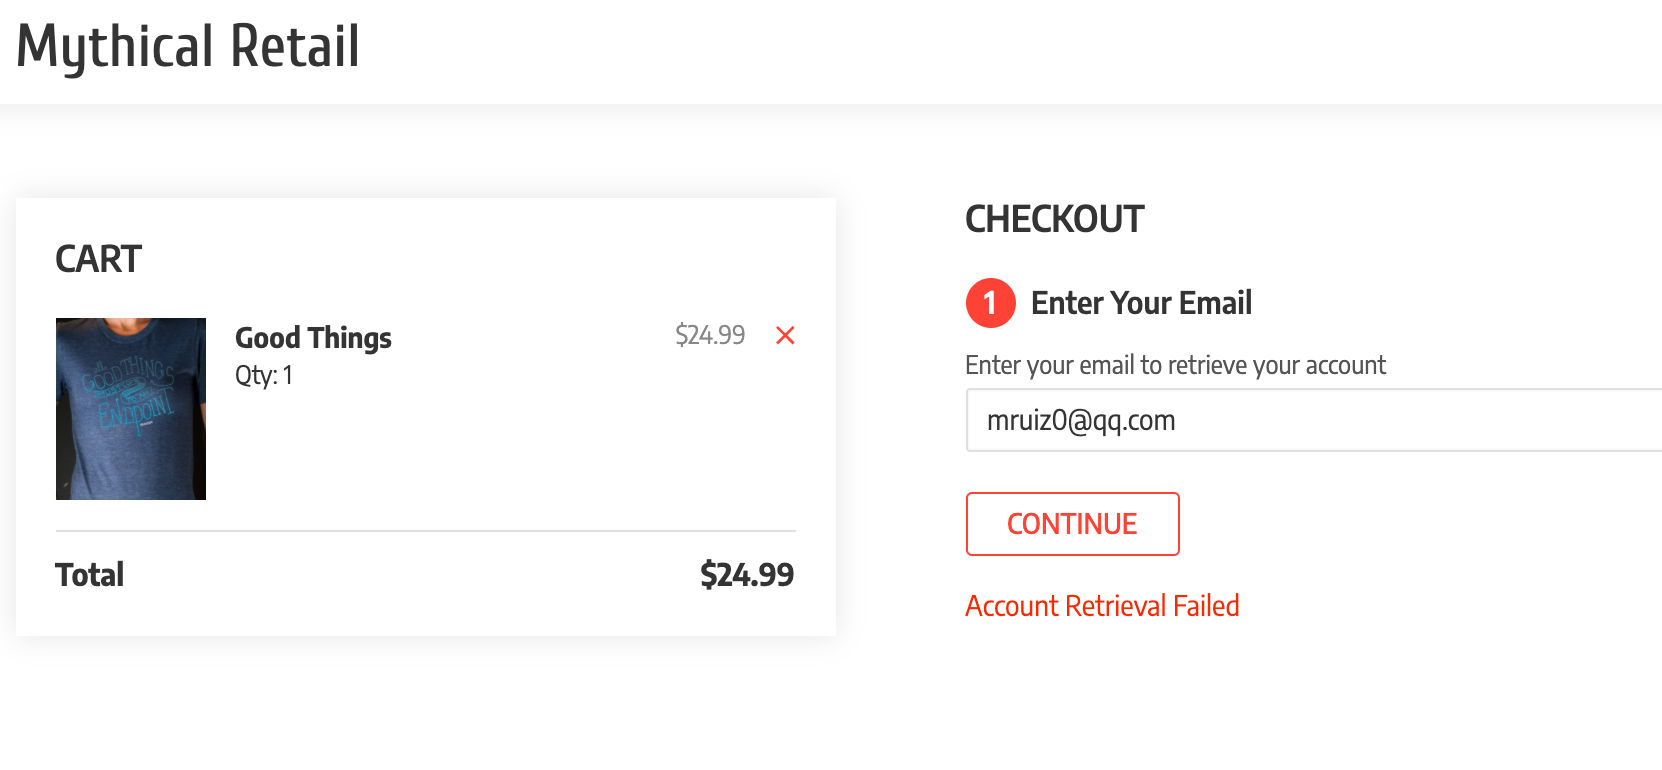 Mythical Retail
CART
GOOD THINGS
ENDPOINT
Good Things
Qty: 1
$24.99
Total
$24.99
CHECKOUT
1 Enter Your Email
Enter your email to retrieve your account
mruiz0@qq.com
CONTINUE
Account Retrieval Failed